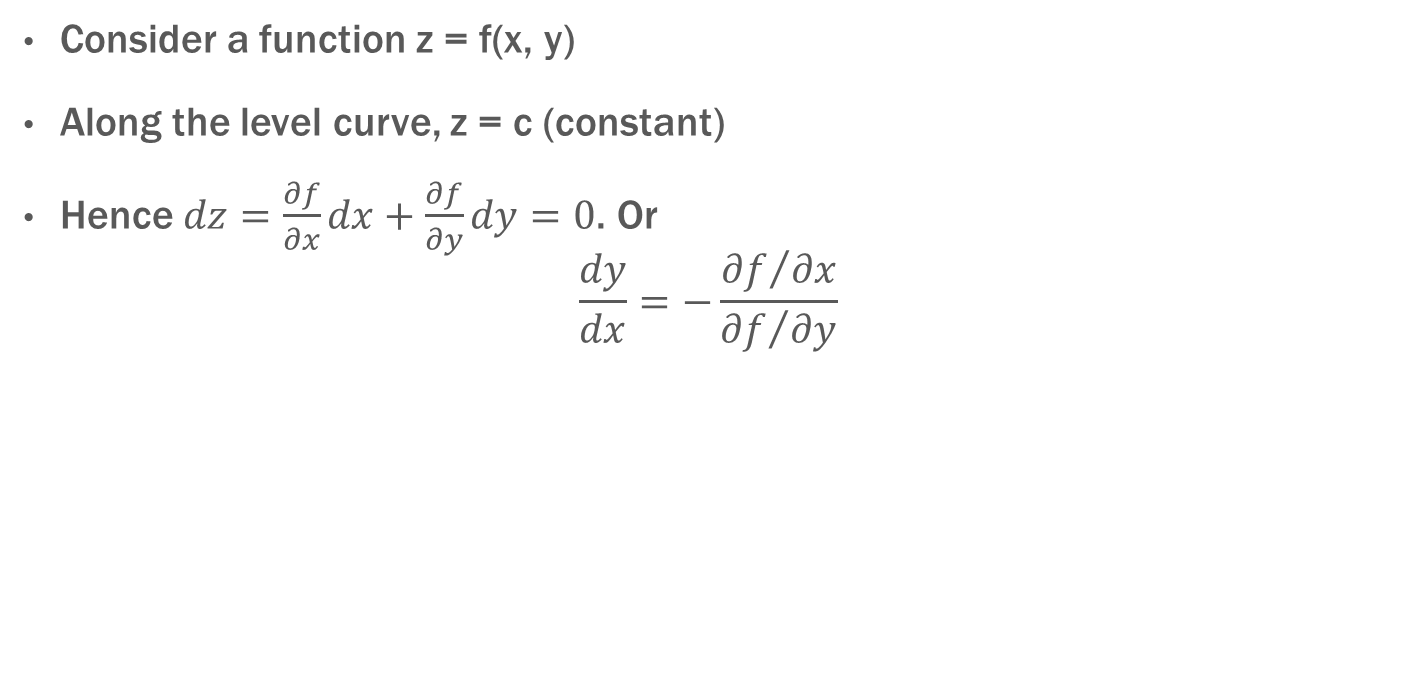 • Consider a function z = f(x, y)
• Along the level curve, z = c (constant)
• Hence 𝑑𝑧 = ∂𝑓/∂𝑥 𝑑𝑥 + ∂𝑓/∂𝑦 𝑑𝑦 = 0. Or
𝑑𝑦/𝑑𝑥 = − (∂𝑓/∂𝑥)/(∂𝑓/∂𝑦)